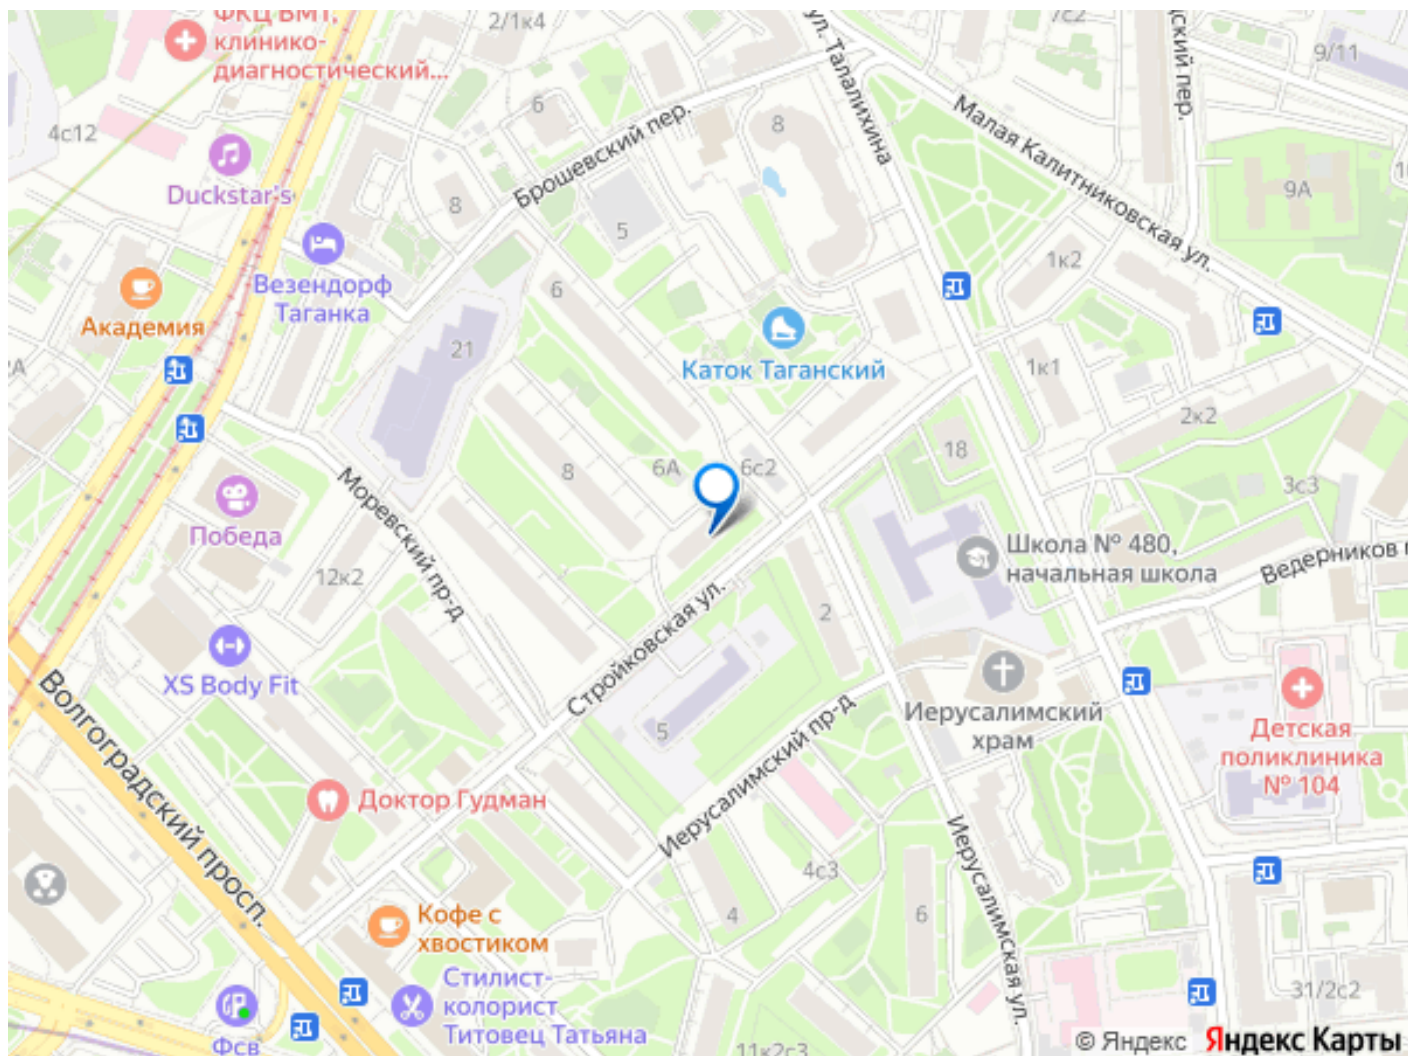 ФКЦ ВМТ,
клинико-
диагностический...
2/1к4
7с2
9/11
4с12
6
8
ул. Талалихина
Брошевский пер.
Малая Калитниковская ул.
ский пер.
9А
Duckstar's
8
5
1к2
Везендорф
Таганка
6
Академия
21
Каток Таганский
1к1
2к2
18
8
6А
6с2
3с3
Победа
Моревский пр-д
12к2
Школа № 480,
начальная школа
Ведерников п
2
Стройковская ул.
XS Body Fit
5
Иерусалимский
храм
Детская
поликлиника
№ 104
Волгоградский просп.
Доктор Гудман
Иерусалимский пр-д
Иерусалимская ул.
4с3
Кофе с
хвостиком
4
6
Стилист-
колорист
Титовец Татьяна
Фсв
31/2с2
11к2с3
© Яндекс Яндекс Карты